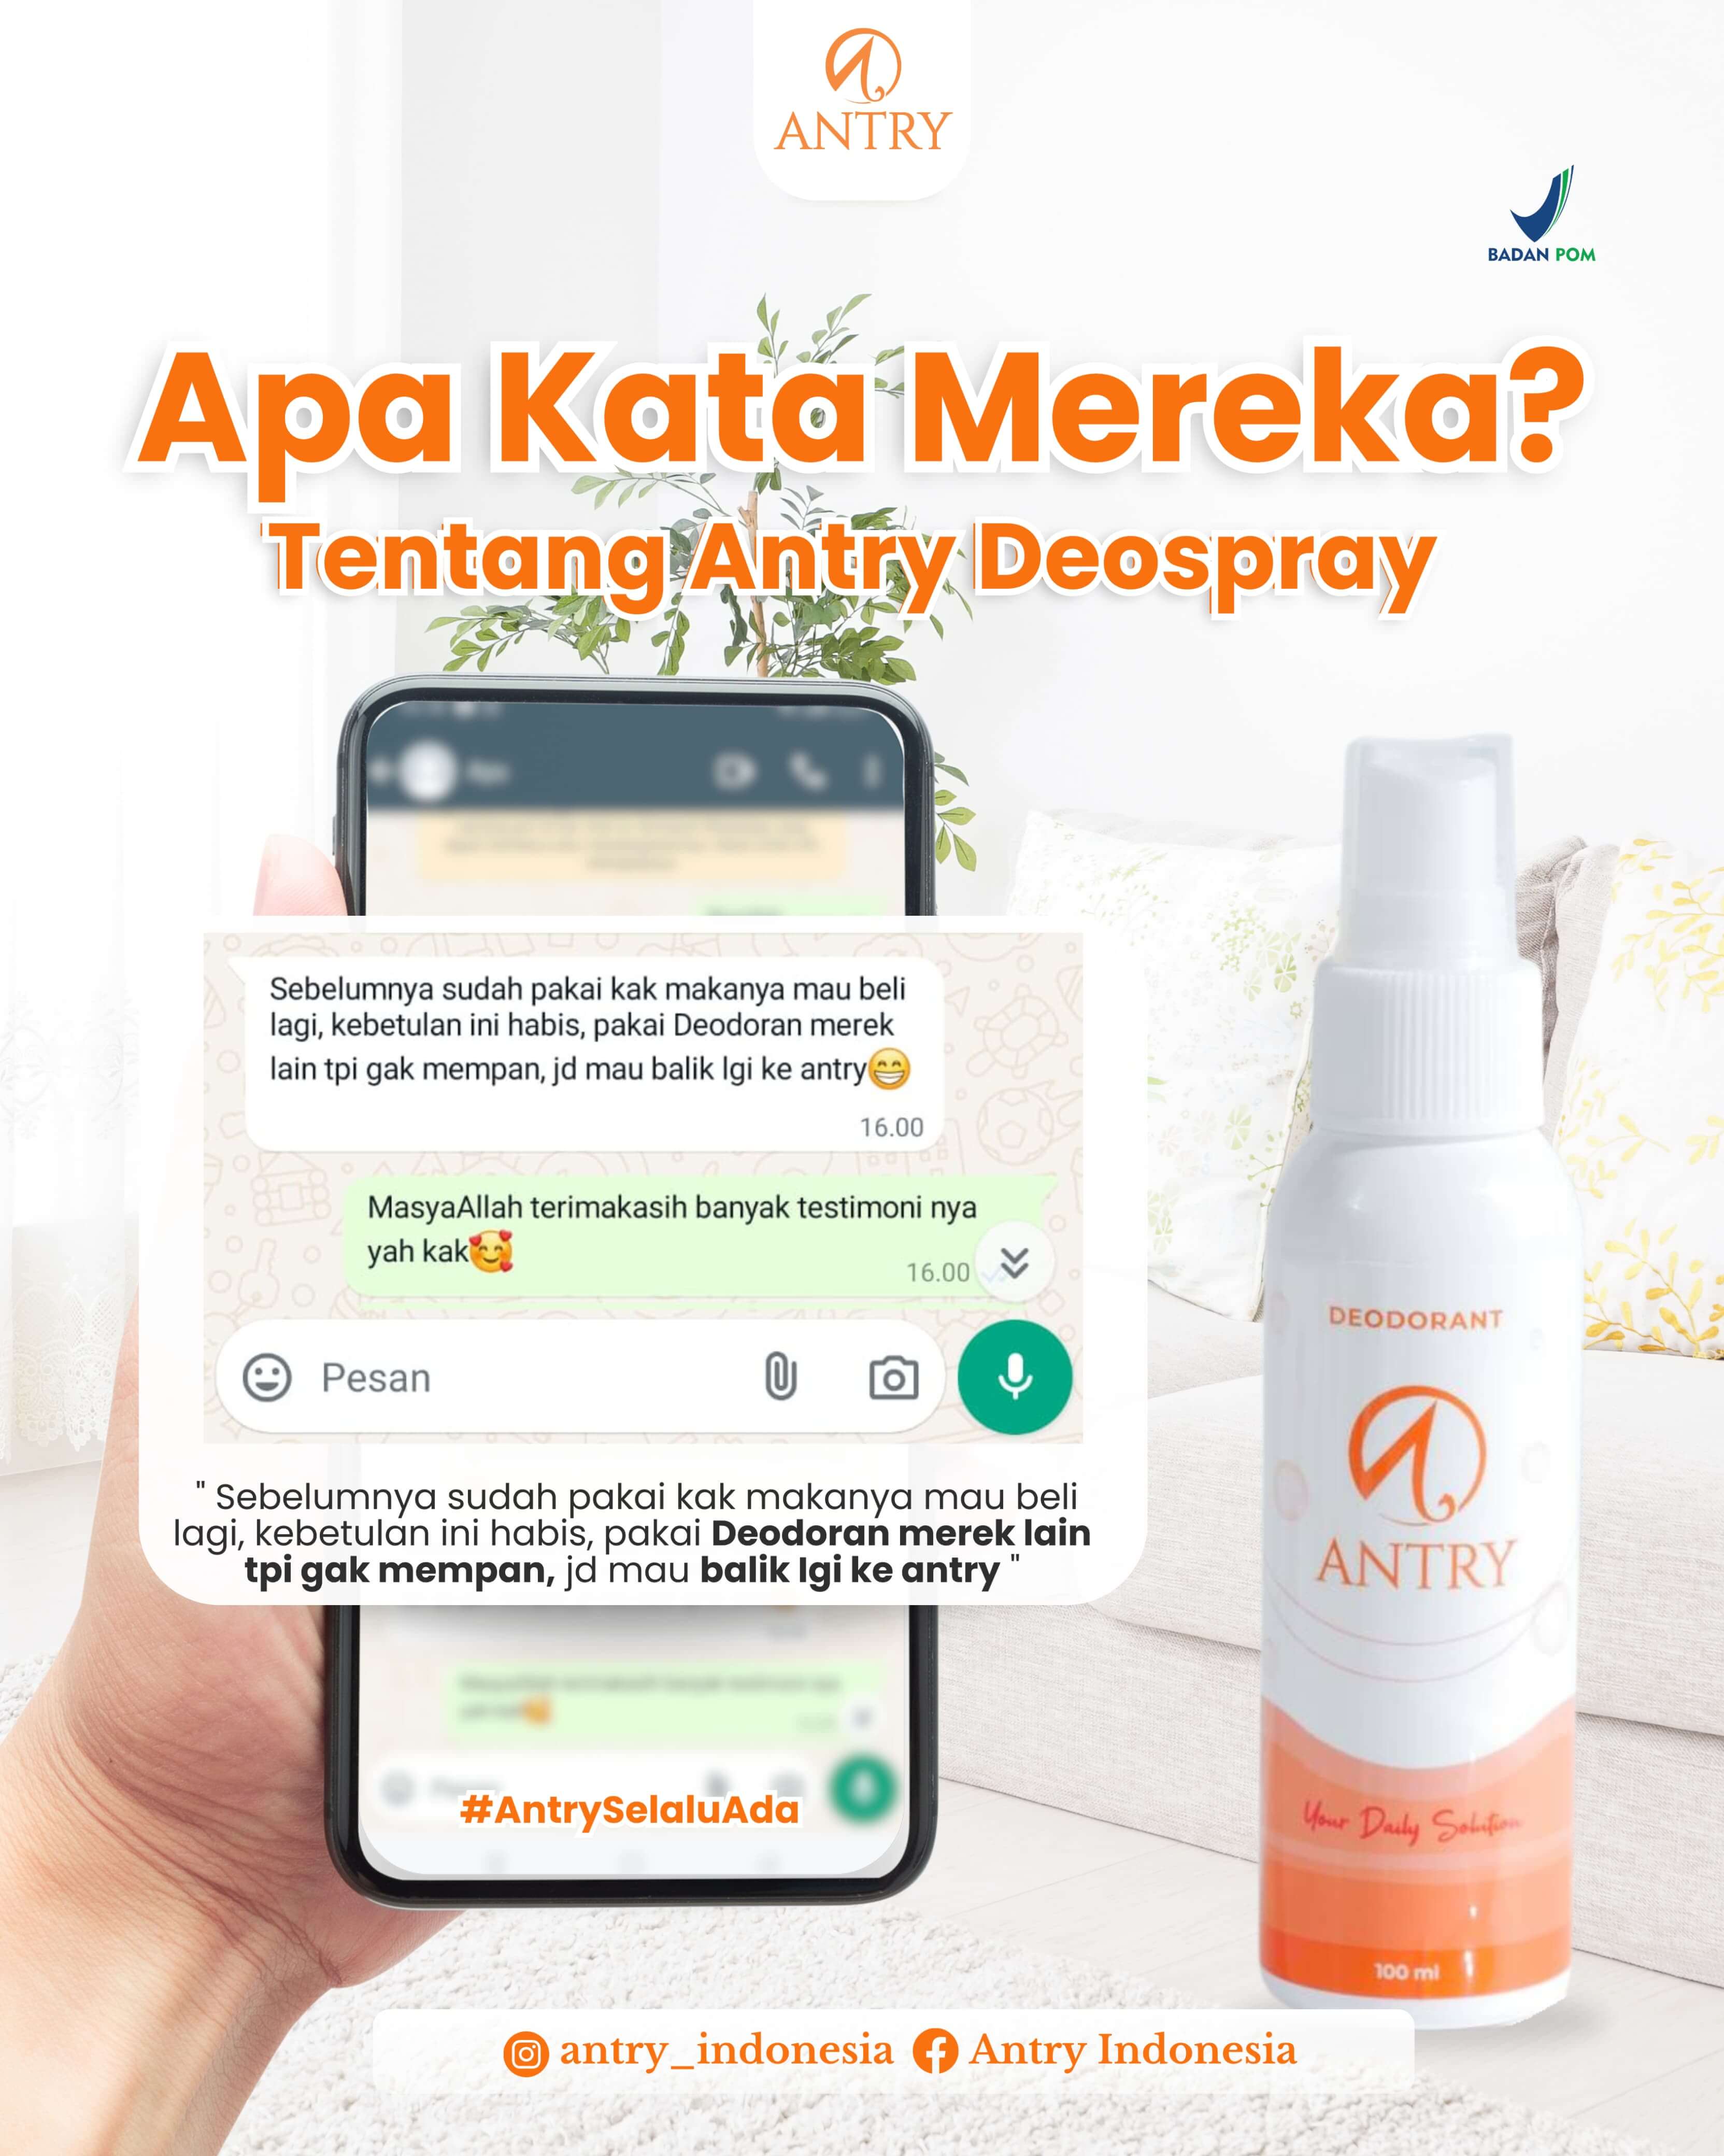 ANTRY
BADAN POM
Apa Kata Mereka?
Tentang Antry Deospray
Sebelumnya sudah pakai kak makanya mau beli
lagi, kebetulan ini habis, pakai Deodoran merek
lain tpi gak mempan, jd mau balik lgi ke antry😁
16.00
MasyaAllah terimakasih banyak testimoni nya
yah kak🥰
16.00
Pesan
" Sebelumnya sudah pakai kak makanya mau beli
lagi, kebetulan ini habis, pakai Deodoran merek lain
tpi gak mempan, jd mau balik lgi ke antry "
#AntrySelaluAda
DEODORANT
ANTRY
Your Daily Solution
100 ml
antry_indonesia Antry Indonesia